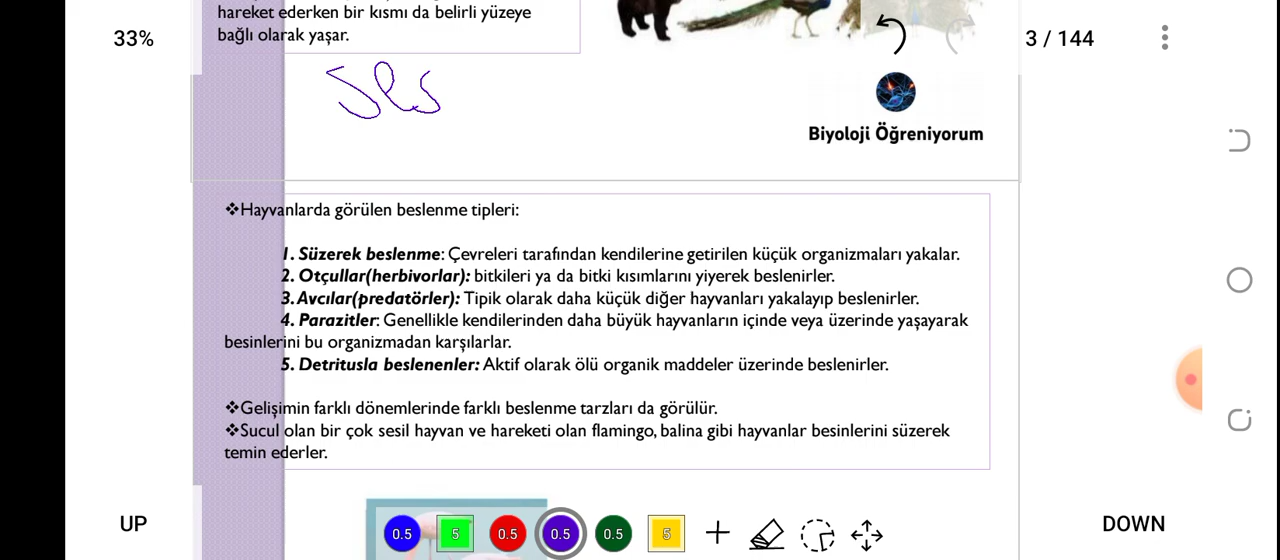 hareket ederken bir kısmı da belirli yüzeye
bağlı olarak yaşar.
33%
3 / 144
Biyoloji Öğreniyorum
❖Hayvanlarda görülen beslenme tipleri:
1. Süzerek beslenme: Çevreleri tarafından kendilerine getirilen küçük organizmaları yakalar.
2. Otçullar(herbivorlar): bitkileri ya da bitki kısımlarını yiyerek beslenirler.
3. Avcılar(predatörler): Tipik olarak daha küçük diğer hayvanları yakalayıp beslenirler.
4. Parazitler: Genellikle kendilerinden daha büyük hayvanların içinde veya üzerinde yaşayarak
besinlerini bu organizmadan karşılarlar.
5. Detritusla beslenenler: Aktif olarak ölü organik maddeler üzerinde beslenirler.
❖Gelişimin farklı dönemlerinde farklı beslenme tarzları da görülür.
❖Sucul olan bir çok sesil hayvan ve hareketi olan flamingo, balina gibi hayvanlar besinlerini süzerek
temin ederler.
UP
0.5 5 0.5 0.5 0.5 5
DOWN